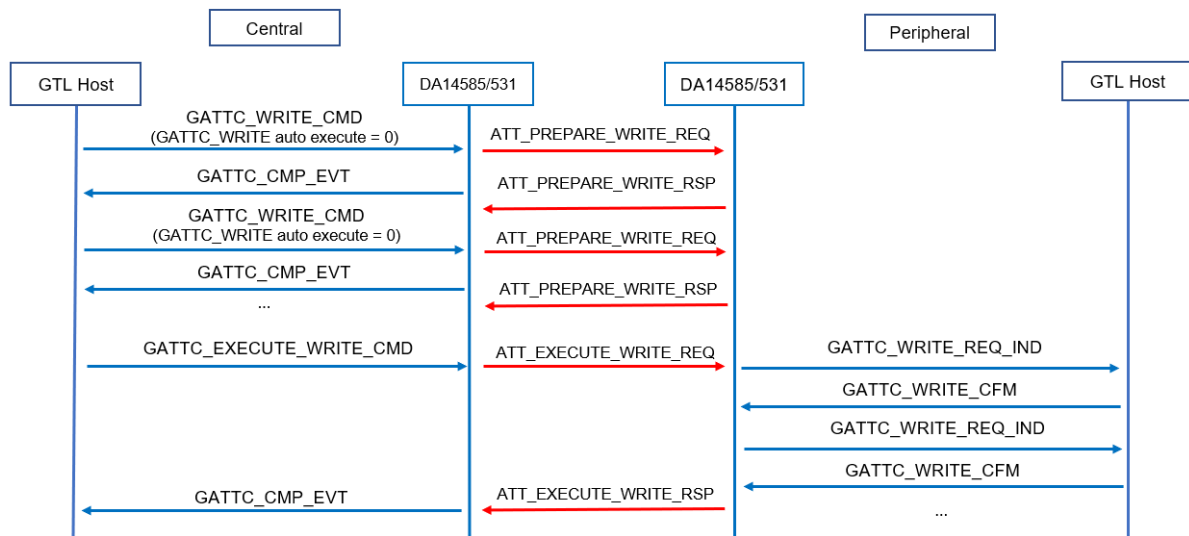 Central
Peripheral
GTL Host
DA14585/531
DA14585/531
GTL Host
GATTC_WRITE_CMD
(GATTC_WRITE auto execute = 0)
ATT_PREPARE_WRITE_REQ
GATTC_CMP_EVT
ATT_PREPARE_WRITE_RSP
GATTC_WRITE_CMD
(GATTC_WRITE auto execute = 0)
ATT_PREPARE_WRITE_REQ
GATTC_CMP_EVT
ATT_PREPARE_WRITE_RSP
...
GATTC_EXECUTE_WRITE_CMD
ATT_EXECUTE_WRITE_REQ
GATTC_WRITE_REQ_IND
GATTC_WRITE_CFM
GATTC_WRITE_REQ_IND
GATTC_WRITE_CFM
GATTC_CMP_EVT
ATT_EXECUTE_WRITE_RSP
...